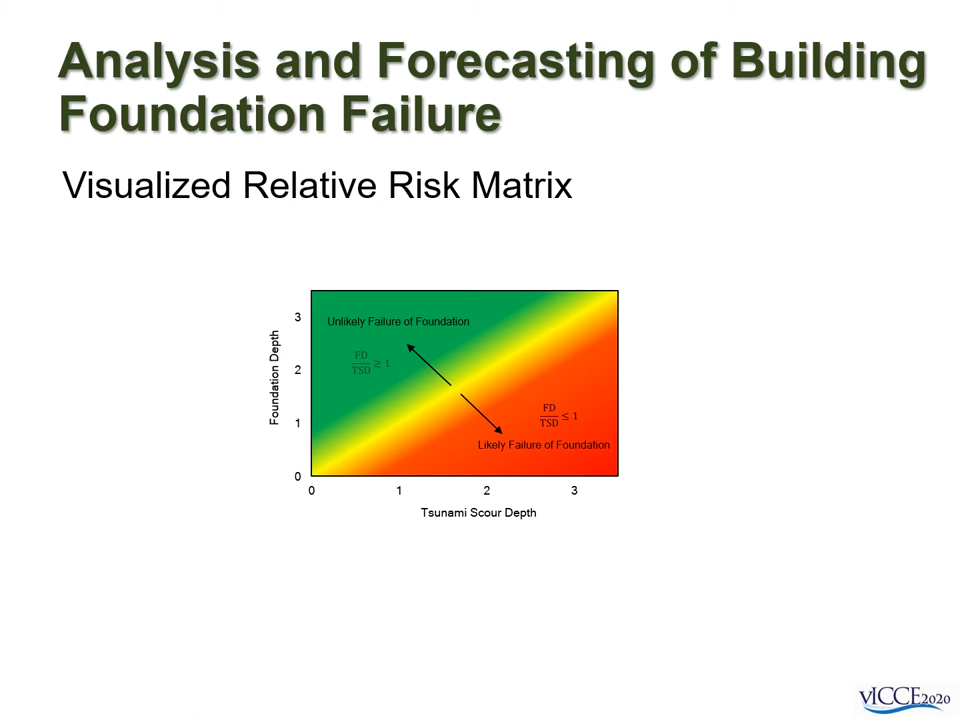 Analysis and Forecasting of Building
Foundation Failure
Visualized Relative Risk Matrix
Foundation Depth
3
2
1
0
Unlikely Failure of Foundation
FD/TSD ≥ 1
FD/TSD ≤ 1
Likely Failure of Foundation
0 1 2 3
Tsunami Scour Depth
vICCE2020